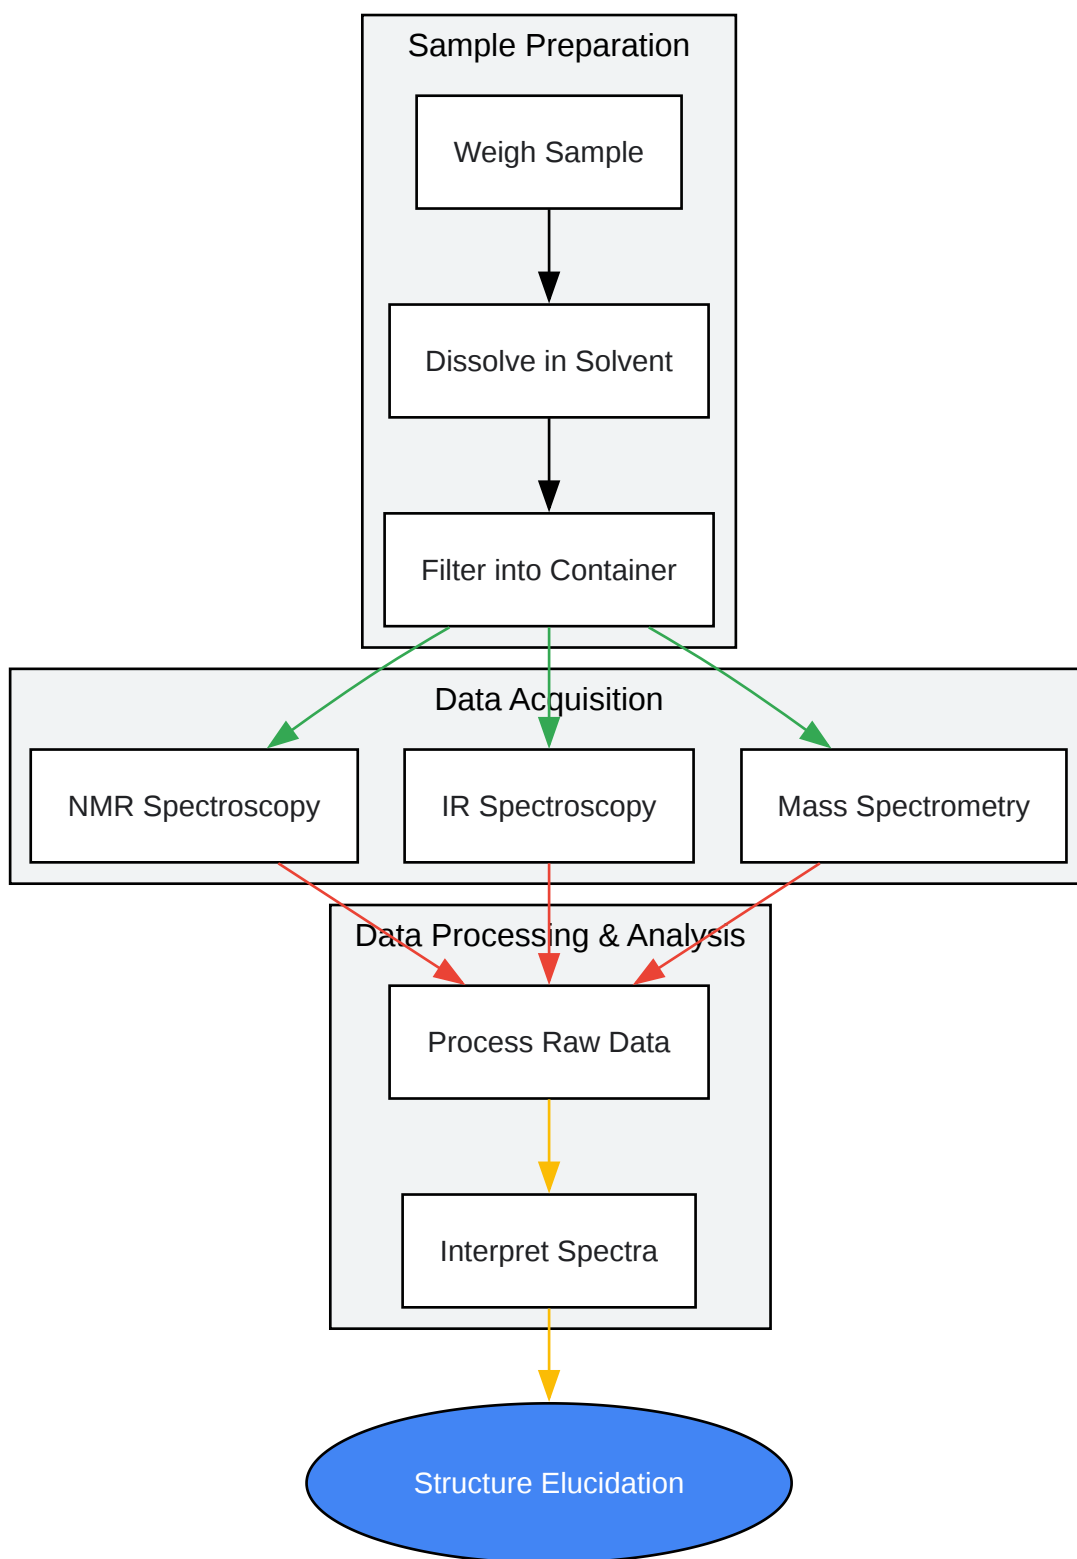 Sample Preparation
Weigh Sample
Dissolve in Solvent
Filter into Container
Data Acquisition
NMR Spectroscopy
IR Spectroscopy
Mass Spectrometry
Data Processing & Analysis
Process Raw Data
Interpret Spectra
Structure Elucidation